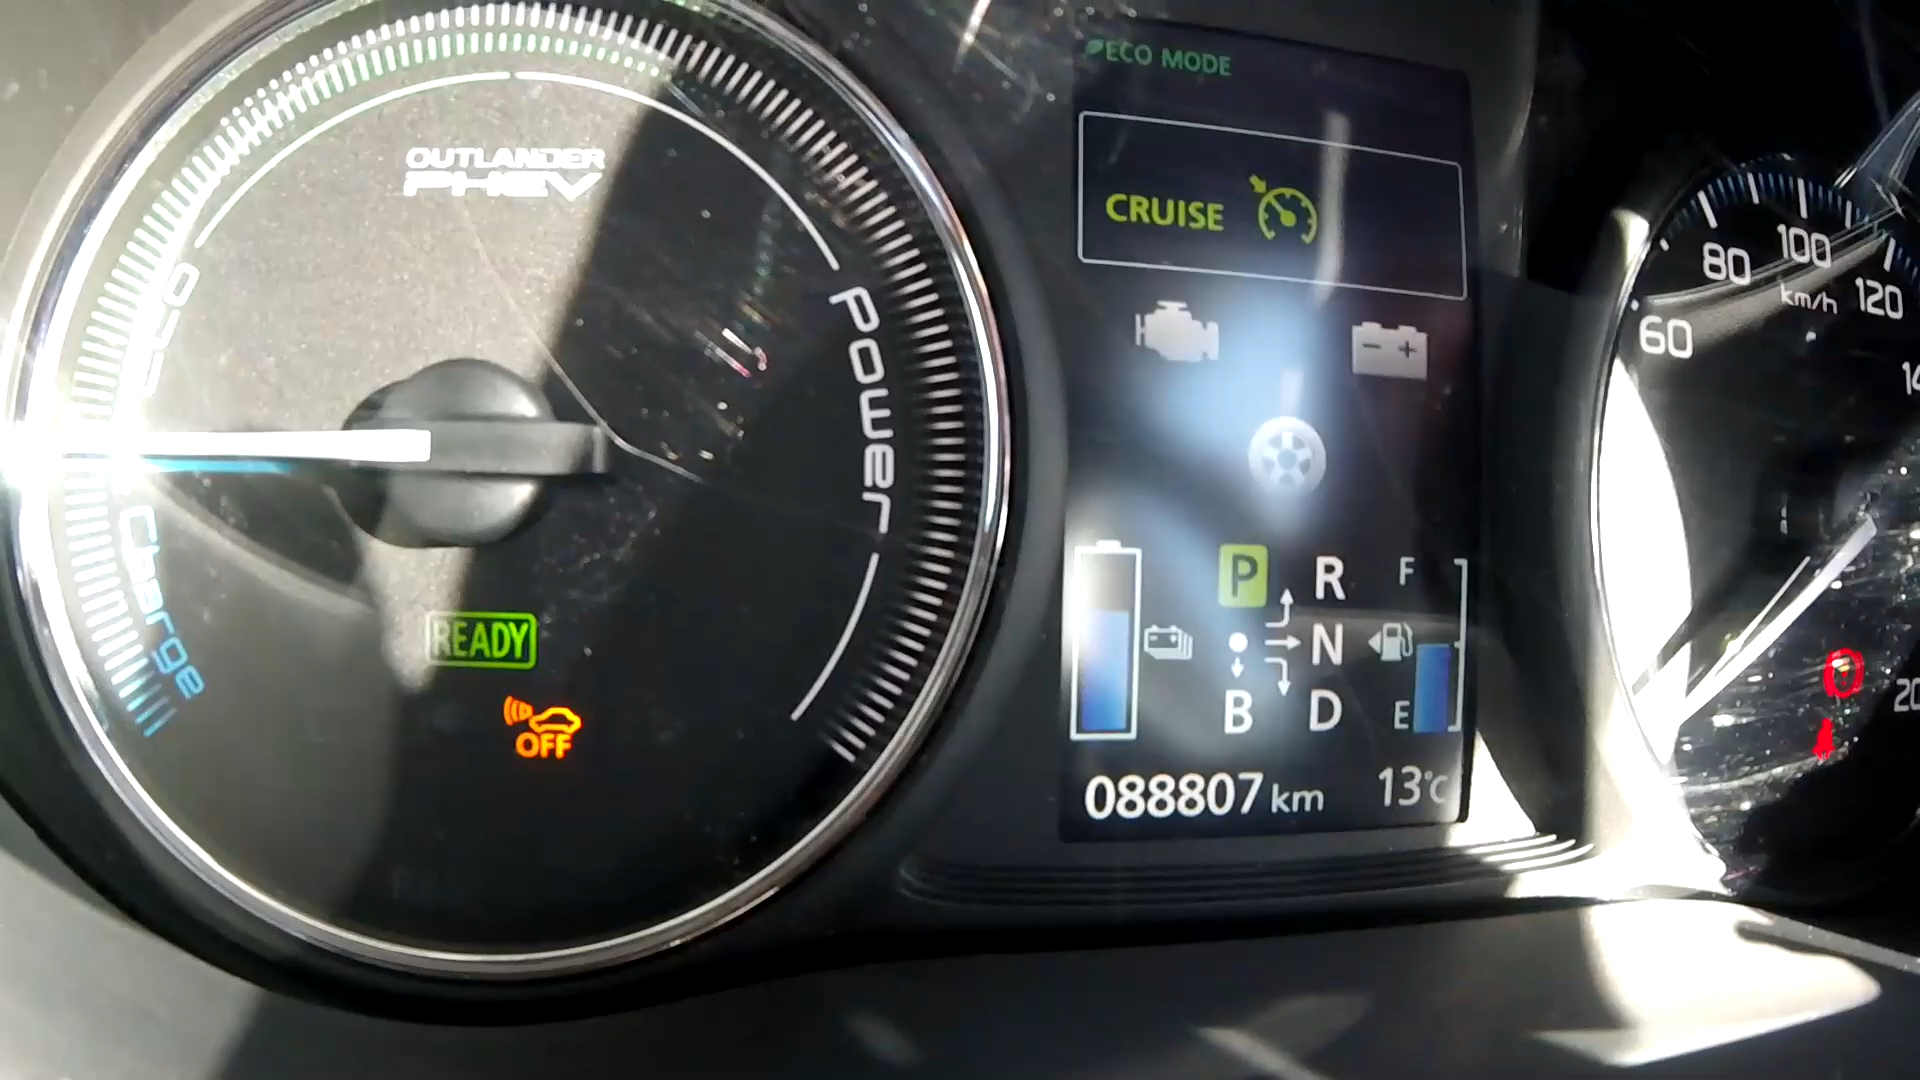 OUTLANDER
PHEV
eco
Power
Charge
READY
OFF
ECO MODE
CRUISE
P R F
N
B D E
088807 km 13°C
60 80 100 120
km/h